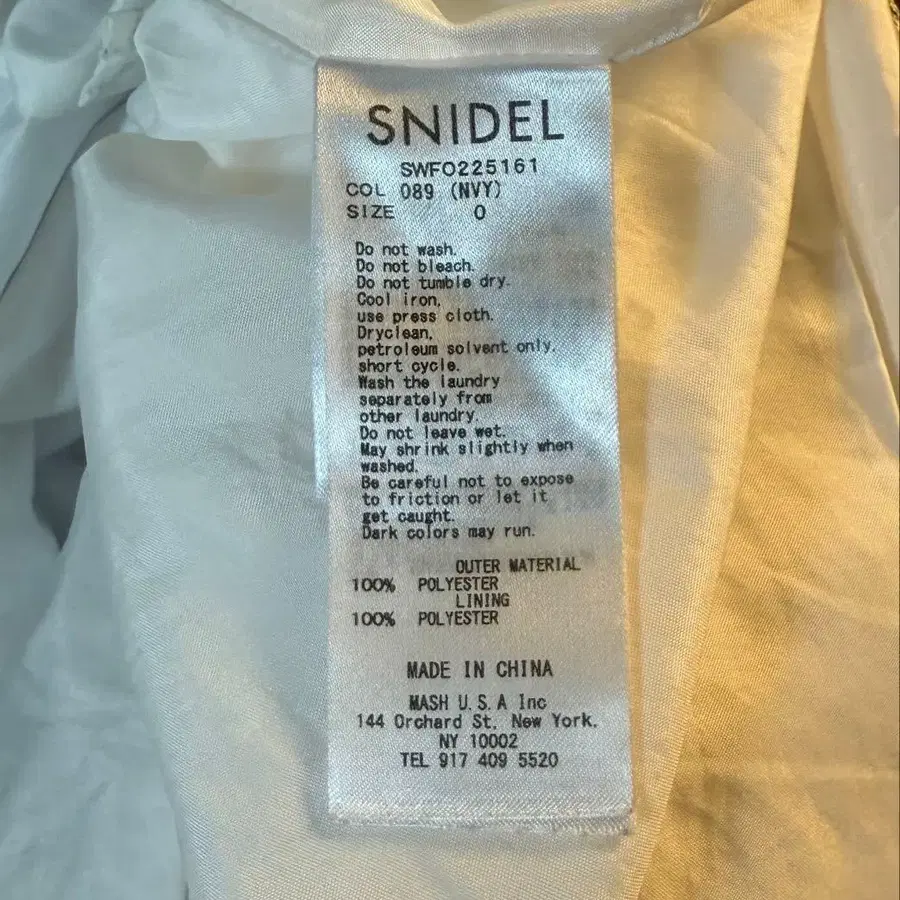 SNIDEL
SWFO225161
COL 089 (NVY)
SIZE 0
Do not wash.
Do not bleach.
Do not tumble dry.
Cool iron,
use press cloth.
Dryclean,
petroleum solvent only.
short cycle.
Wash the laundry
separately from
other laundry.
Do not leave wet.
May shrink slightly when
washed.
Be careful not to expose
to friction or let it
get caught.
Dark colors may run.
OUTER MATERIAL
100% POLYESTER
LINING
100% POLYESTER
MADE IN CHINA
MASH U.S.A Inc
144 Orchard St. New York.
NY 10002
TEL 917 409 5520